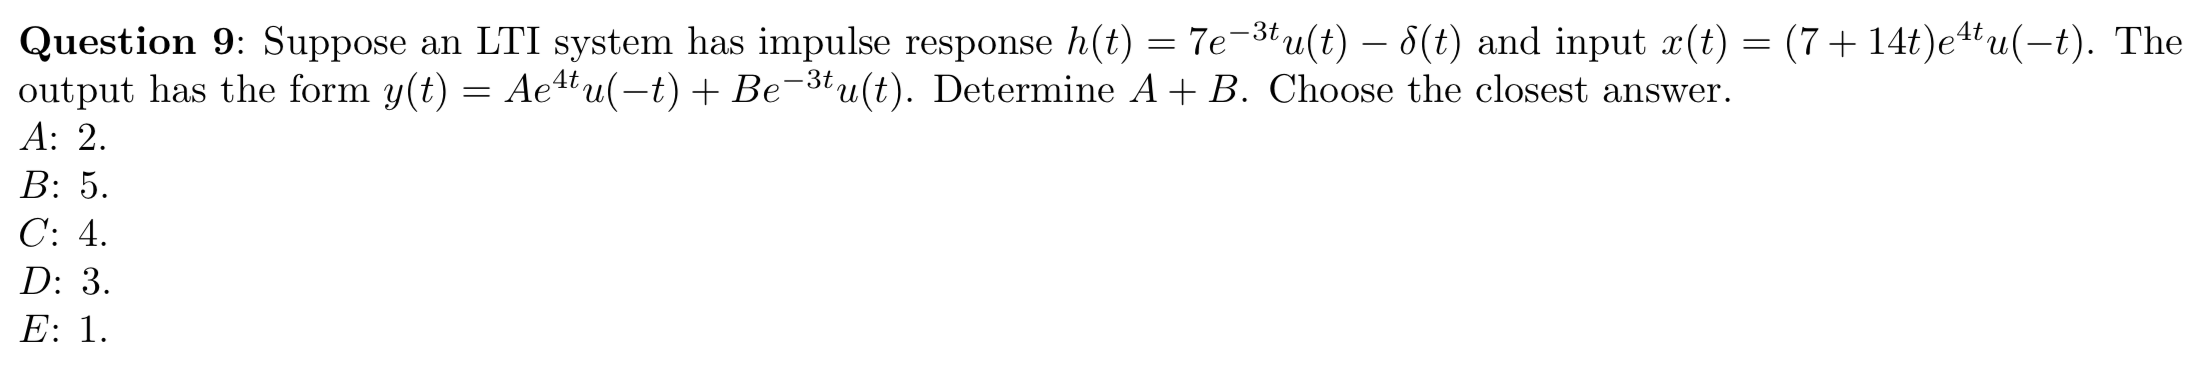 Question 9: Suppose an LTI system has impulse response h(t) = 7e^{-3t}u(t) − δ(t) and input x(t) = (7 + 14t)e^{4t}u(−t). The
output has the form y(t) = Ae^{4t}u(−t) + Be^{-3t}u(t). Determine A + B. Choose the closest answer.
A: 2.
B: 5.
C: 4.
D: 3.
E: 1.